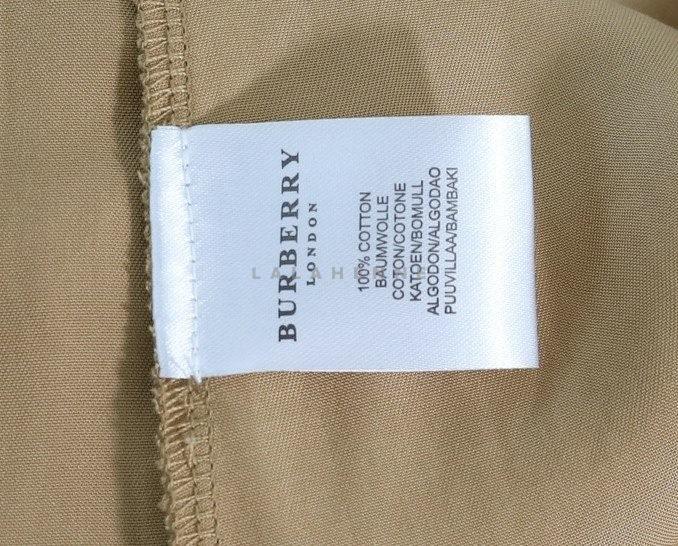 BURBERRY
LONDON
100% COTTON
BAUMWOLLE
COTON/COTONE
KATOEN/BOMULL
ALGODON/ALGODAO
PUUVILLAA/BAMBAKI